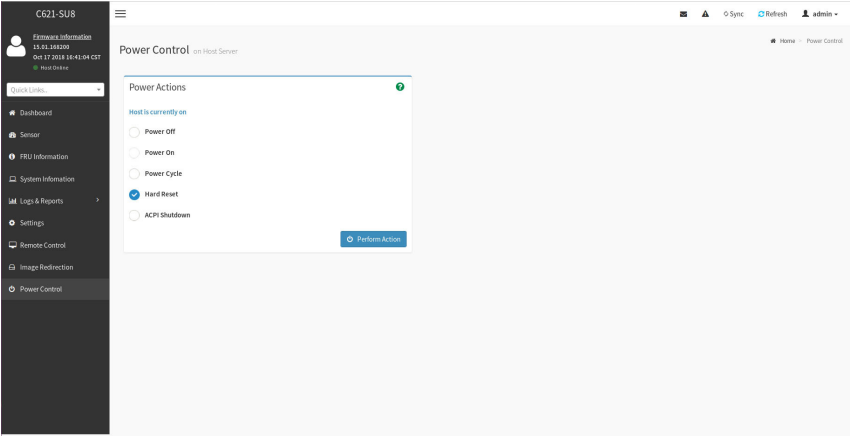 C621-SU8
Sync
Refresh
admin
Firmware Information
15.01.168200
Oct 17 2018 16:41:04 CST
Host Online
Quick Links...
Dashboard
Sensor
FRU Information
System Infomation
Logs & Reports
Settings
Remote Control
Image Redirection
Power Control
Home > Power Control
Power Control on Host Server
Power Actions
Host is currently on
Power Off
Power On
Power Cycle
Hard Reset
ACPI Shutdown
Perform Action